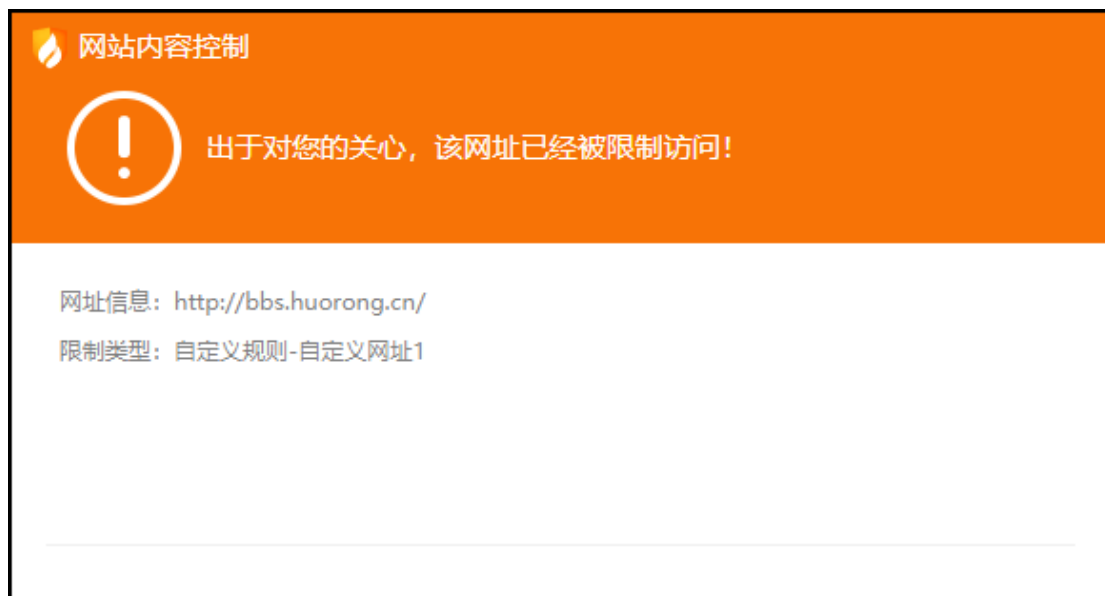 网站内容控制
出于对您的关心，该网址已经被限制访问！
网址信息：http://bbs.huorong.cn/
限制类型：自定义规则-自定义网址1